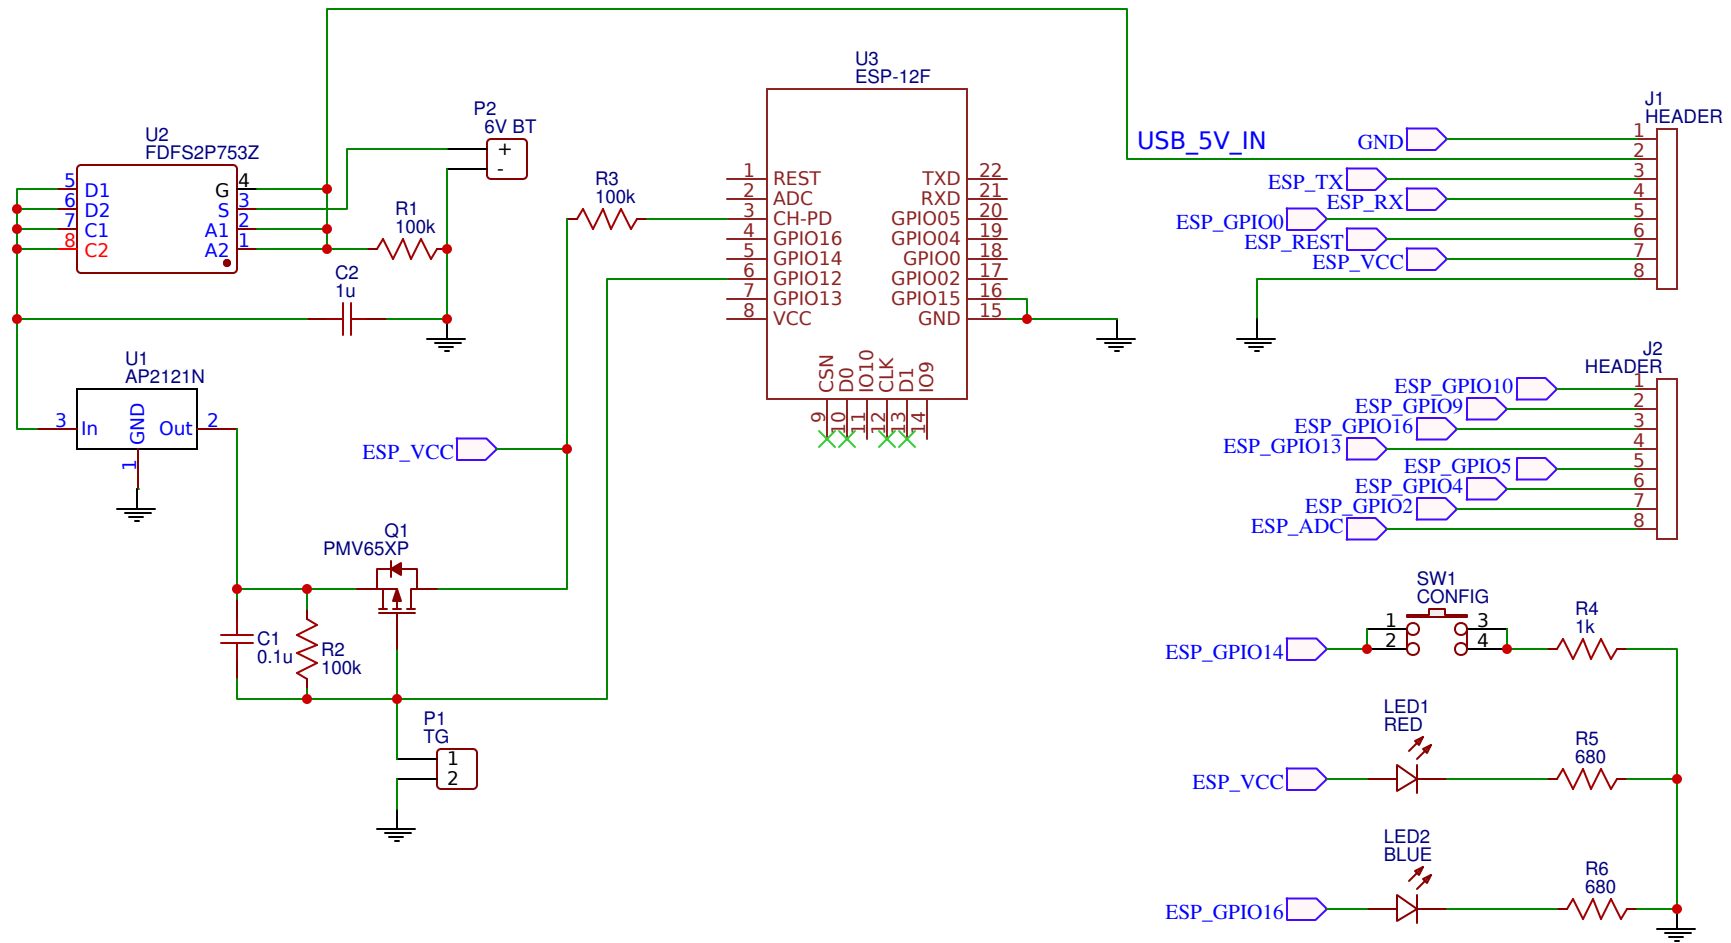 U3
ESP-12F
P2
6V BT
+
-
U2
FDFS2P753Z
5 D1 G 4
6 D2 S 3
7 C1 A1 2
8 C2 A2 1
R1
100k
R3
100k
C2
1u
1 REST TXD 22
2 ADC RXD 21
3 CH-PD GPIO05 20
4 GPIO16 GPIO04 19
5 GPIO14 GPIO0 18
6 GPIO12 GPIO02 17
7 GPIO13 GPIO15 16
8 VCC GND 15
CSN D0 IO10 CLK D1 IO9
9 10 11 12 13 14
U1
AP2121N
3 In GND Out 2
1
ESP_VCC
Q1
PMV65XP
C1
0.1u
R2
100k
P1
TG
1
2
J1
HEADER
USB_5V_IN
GND 1
2
ESP_TX 3
ESP_RX 4
ESP_GPIO0 5
ESP_REST 6
ESP_VCC 7
8
J2
HEADER
ESP_GPIO10 1
ESP_GPIO9 2
ESP_GPIO16 3
ESP_GPIO13 4
ESP_GPIO5 5
ESP_GPIO4 6
ESP_GPIO2 7
ESP_ADC 8
SW1
CONFIG
1 3
2 4
ESP_GPIO14
R4
1k
LED1
RED
ESP_VCC
R5
680
LED2
BLUE
ESP_GPIO16
R6
680